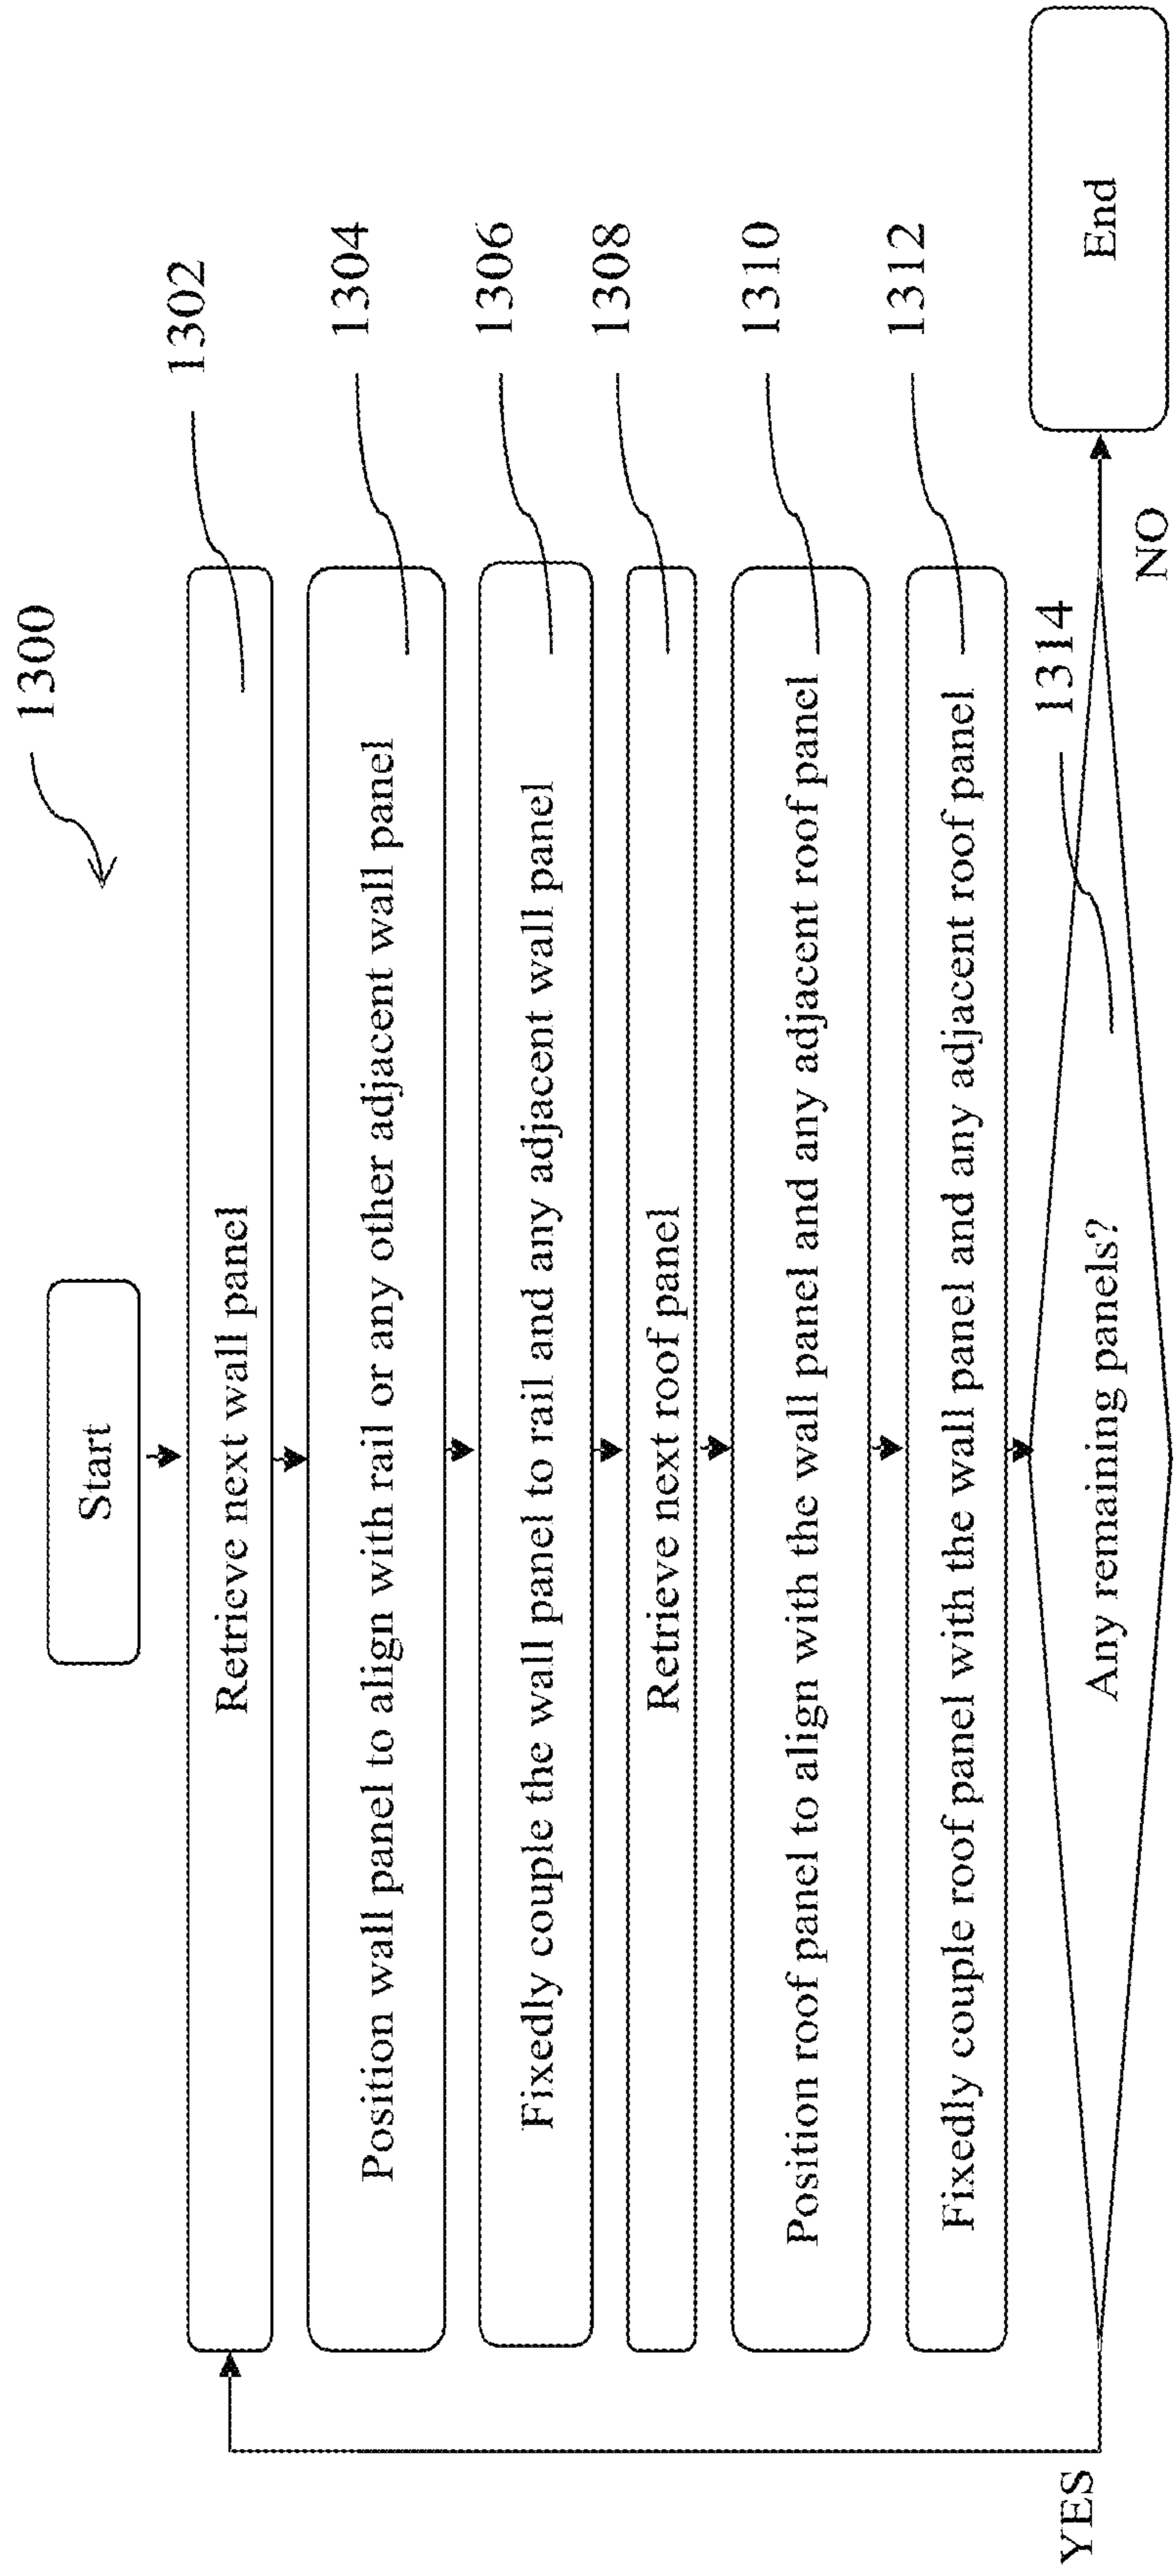 1300
Start
Retrieve next wall panel
1302
Position wall panel to align with rail or any other adjacent wall panel
1304
Fixedly couple the wall panel to rail and any adjacent wall panel
1306
Retrieve next roof panel
1308
Position roof panel to align with the wall panel and any adjacent roof panel
1310
Fixedly couple roof panel with the wall panel and any adjacent roof panel
1312
1314
YES
Any remaining panels?
NO
End